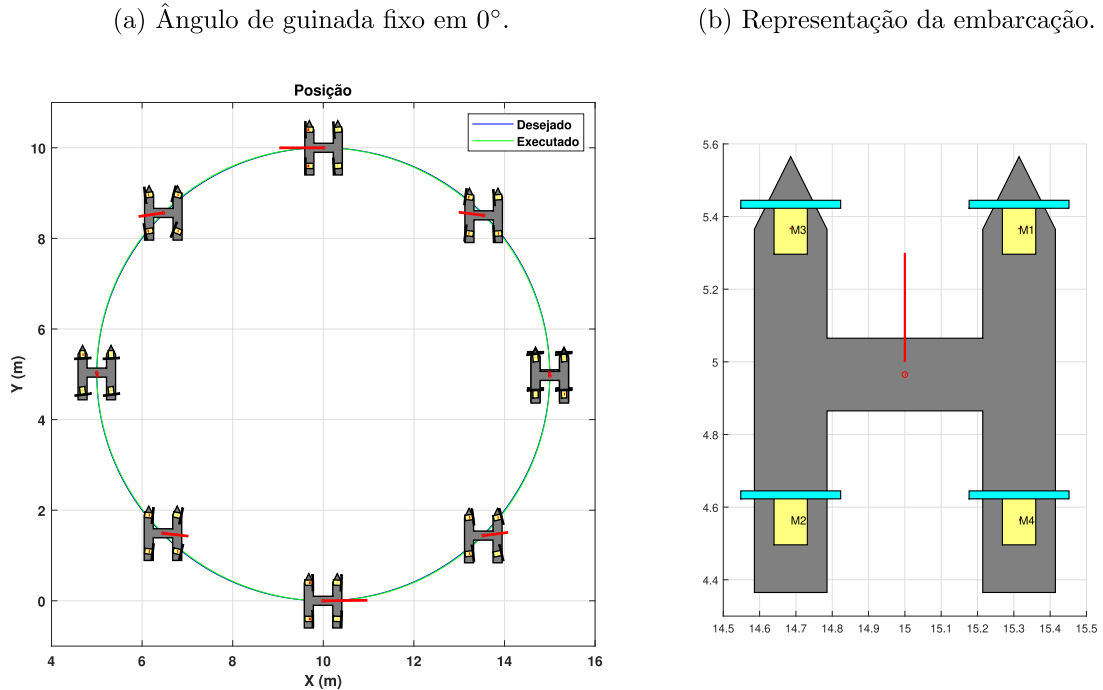 (a) Ângulo de guinada fixo em 0°.
(b) Representação da embarcação.
Posição
Desejado
Executado
10
8
6
4
2
0
Y (m)
4
6
8
10
12
14
16
X (m)
5.6
5.4
5.2
5
4.8
4.6
4.4
M3
M1
M2
M4
14.5
14.6
14.7
14.8
14.9
15
15.1
15.2
15.3
15.4
15.5